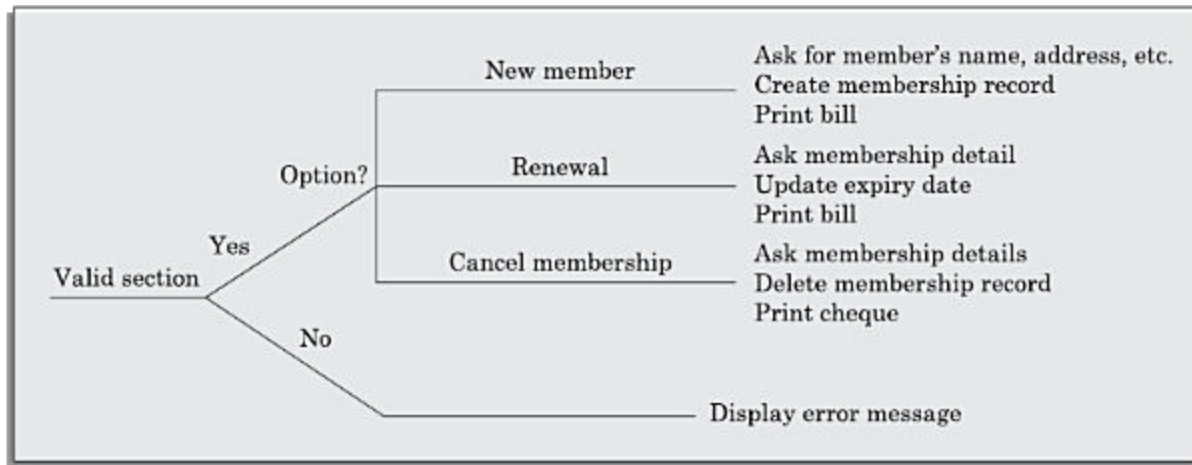 New member
Ask for member's name, address, etc.
Create membership record
Print bill
Option?
Renewal
Ask membership detail
Update expiry date
Print bill
Yes
Valid section
Cancel membership
Ask membership details
Delete membership record
Print cheque
No
Display error message